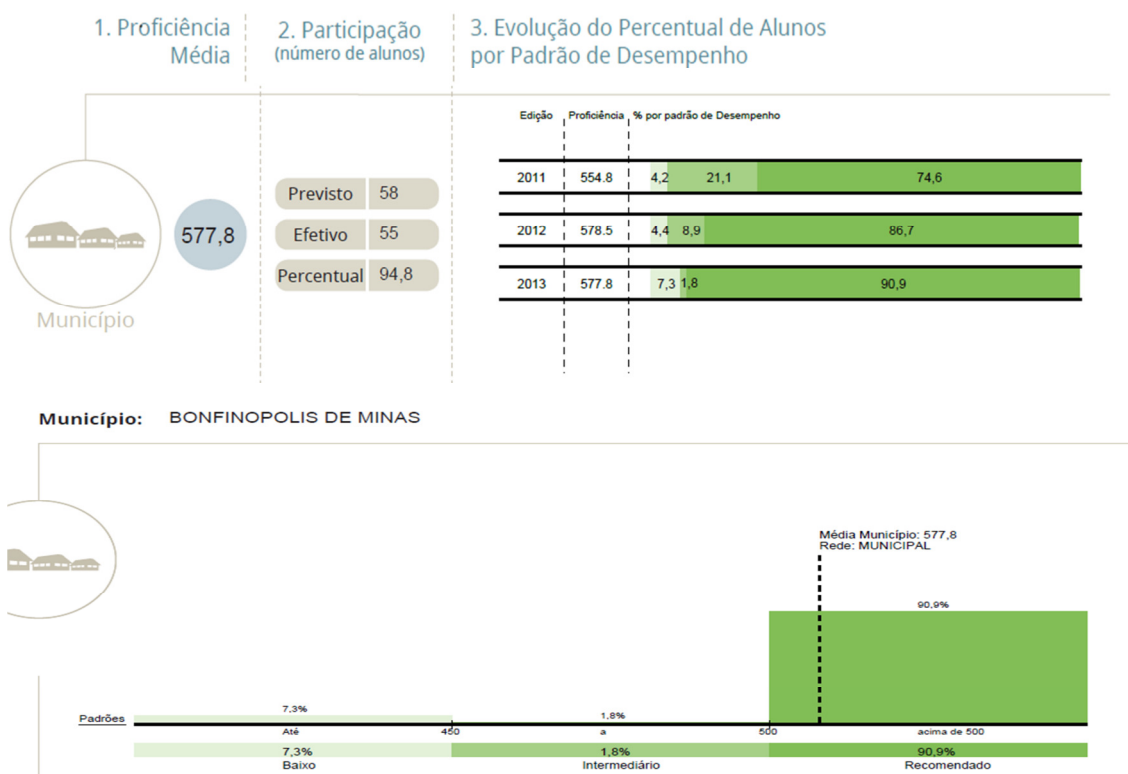 1. Proficiência
Média
2. Participação
(número de alunos)
3. Evolução do Percentual de Alunos
por Padrão de Desempenho
Edição Proficiência % por padrão de Desempenho
2011 554.8 4,2 21,1 74,6
2012 578.5 4,4 8,9 86,7
2013 577.8 7,3 1,8 90,9
577,8
Previsto 58
Efetivo 55
Percentual 94,8
Município
Município: BONFINOPOLIS DE MINAS
Média Município: 577,8
Rede: MUNICIPAL
90,9%
7,3% 1,8%
Padrões
Até 450 a 500 acima de 500
7,3% 1,8% 90,9%
Baixo Intermediário Recomendado